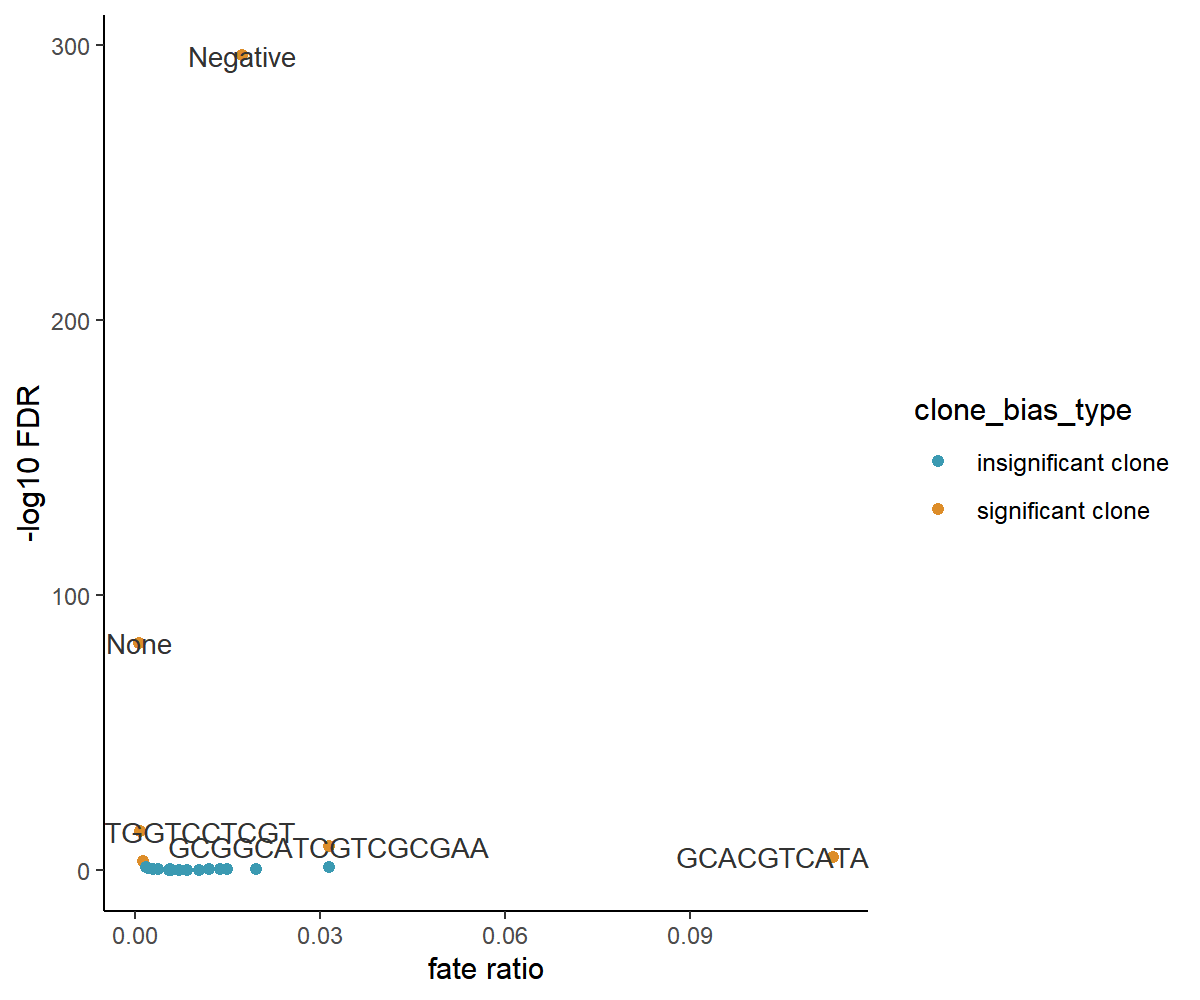 300
200
100
0
-log10 FDR
Negative
None
TGGTCCTCGT
GCGGCATCGTCGCGAA
GCACGTCATA
0.00
0.03
0.06
0.09
fate ratio
clone_bias_type
insignificant clone
significant clone